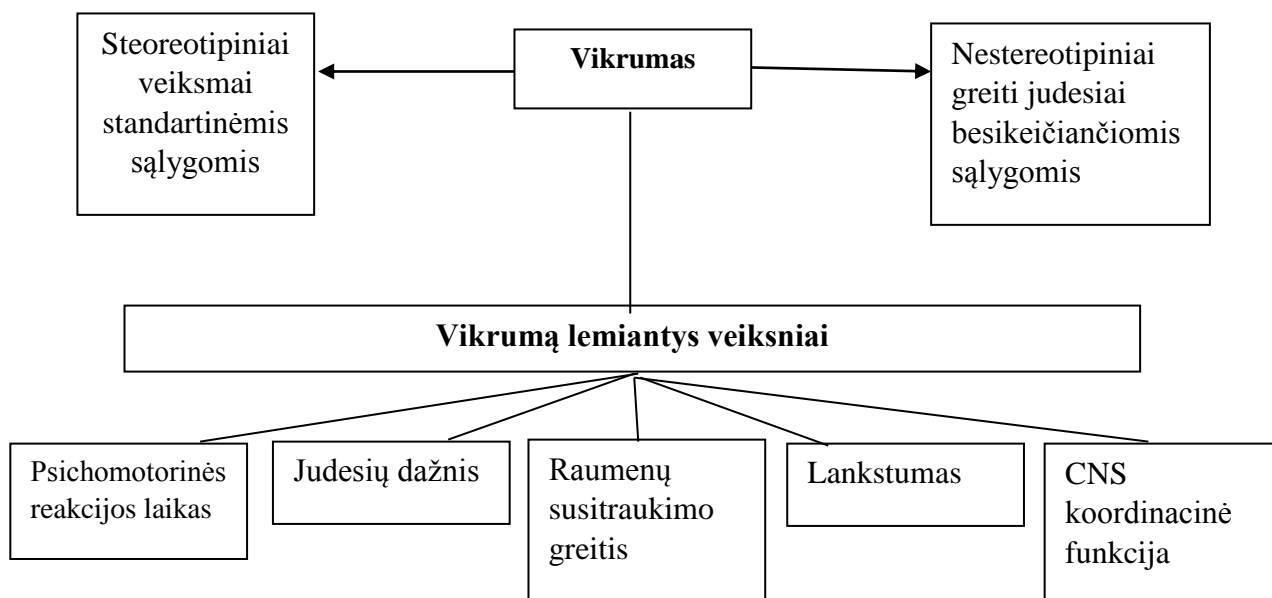 Steoreotipiniai
veiksmai
standartinėmis
sąlygomis
Vikrumas
Nestereotipiniai
greiti judesiai
besikeičiančiomis
sąlygomis
Vikrumą lemiantys veiksniai
Psichomotorinės
reakcijos laikas
Judesių dažnis
Raumenų
susitraukimo
greitis
Lankstumas
CNS
koordinacinė
funkcija